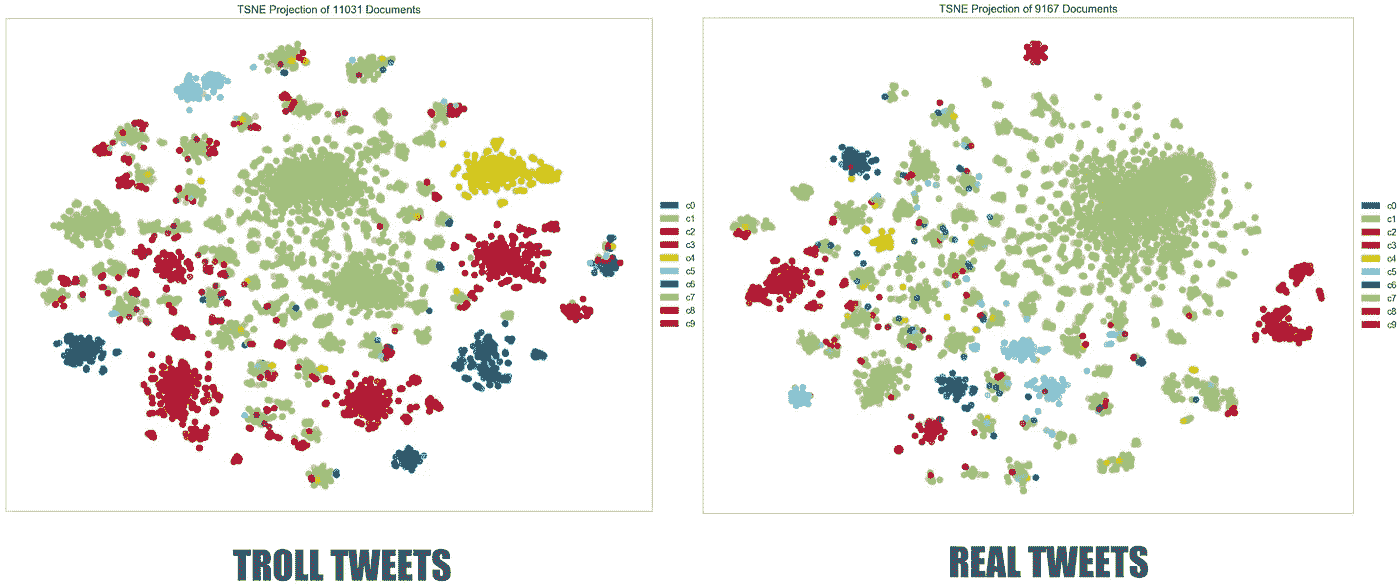 TSNE Projection of 11031 Documents
c0
c1
c2
c3
c4
c5
c6
c7
c8
c9
TROLL TWEETS
TSNE Projection of 9167 Documents
c0
c1
c2
c3
c4
c5
c6
c7
c8
c9
REAL TWEETS